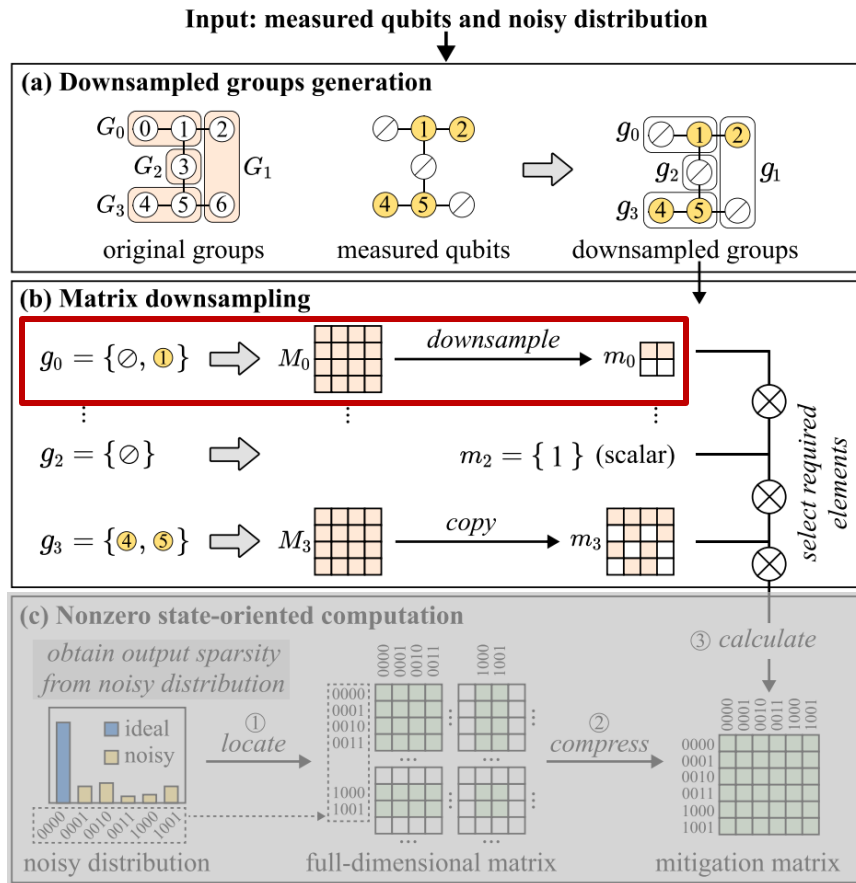 Input: measured qubits and noisy distribution
(a) Downsampled groups generation
G0 0 1 2
G2 3 G1
G3 4 5 6
original groups
∅ 1 2
∅
4 5 ∅
measured qubits
g0 ∅ 1 2
g2 ∅ g1
g3 4 5 ∅
downsampled groups
(b) Matrix downsampling
g0 = {∅, 1} M0 downsample m0
⋮ ⋮ ⋮
g2 = {∅} m2 = { 1 } (scalar)
g3 = {4, 5} M3 copy m3
select required
elements
(c) Nonzero state-oriented computation
obtain output sparsity
from noisy distribution
ideal
noisy
0000 0001 0010 0011 1000 1001
noisy distribution
① locate
0000 0001 0010 0011 1000 1001
0000
0001
0010
0011
1000
1001
full-dimensional matrix
② compress
③ calculate
0000 0001 0010 0011 1000 1001
0000
0001
0010
0011
1000
1001
mitigation matrix